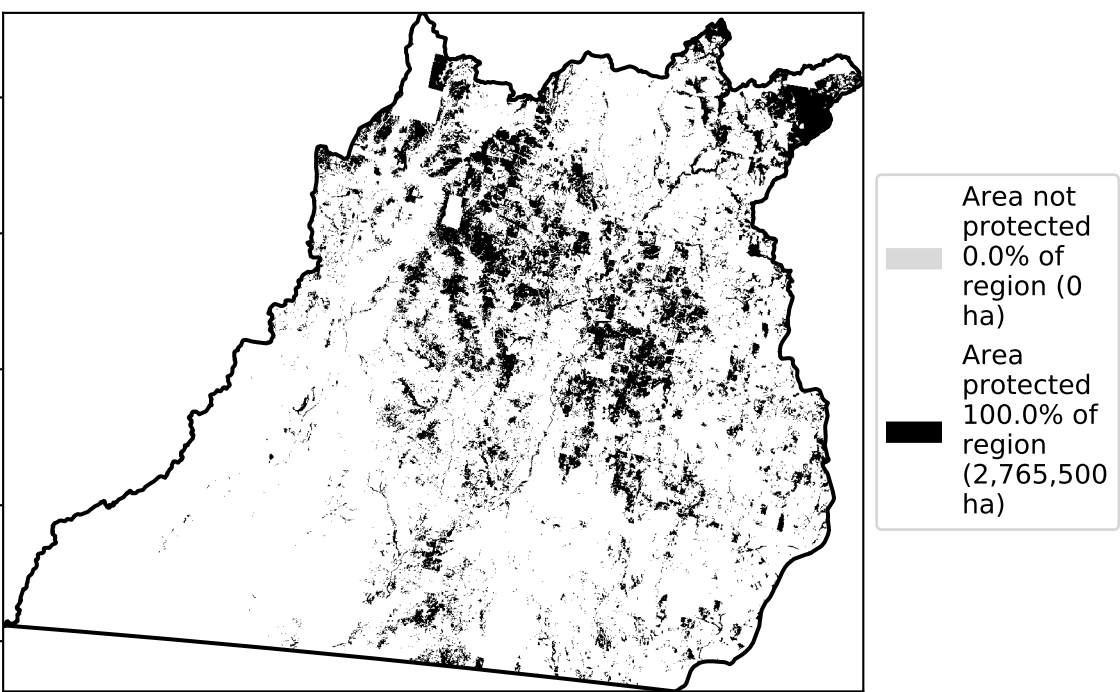 Area not
protected
0.0% of
region (0
ha)
Area
protected
100.0% of
region
(2,765,500
ha)